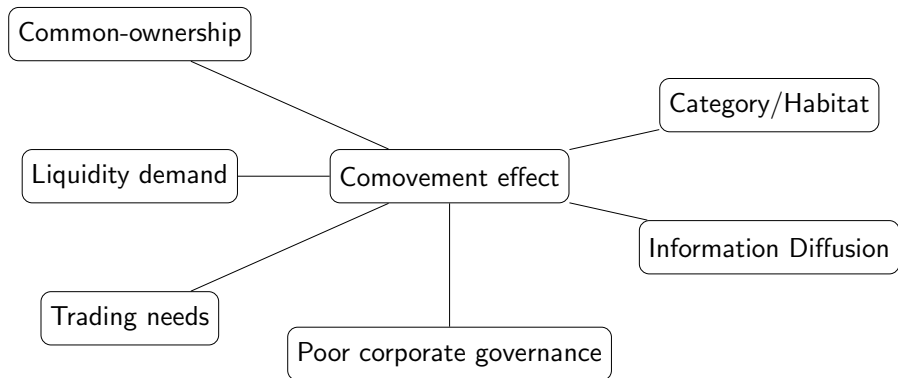 Common-ownership
Category/Habitat
Liquidity demand
Comovement effect
Information Diffusion
Trading needs
Poor corporate governance